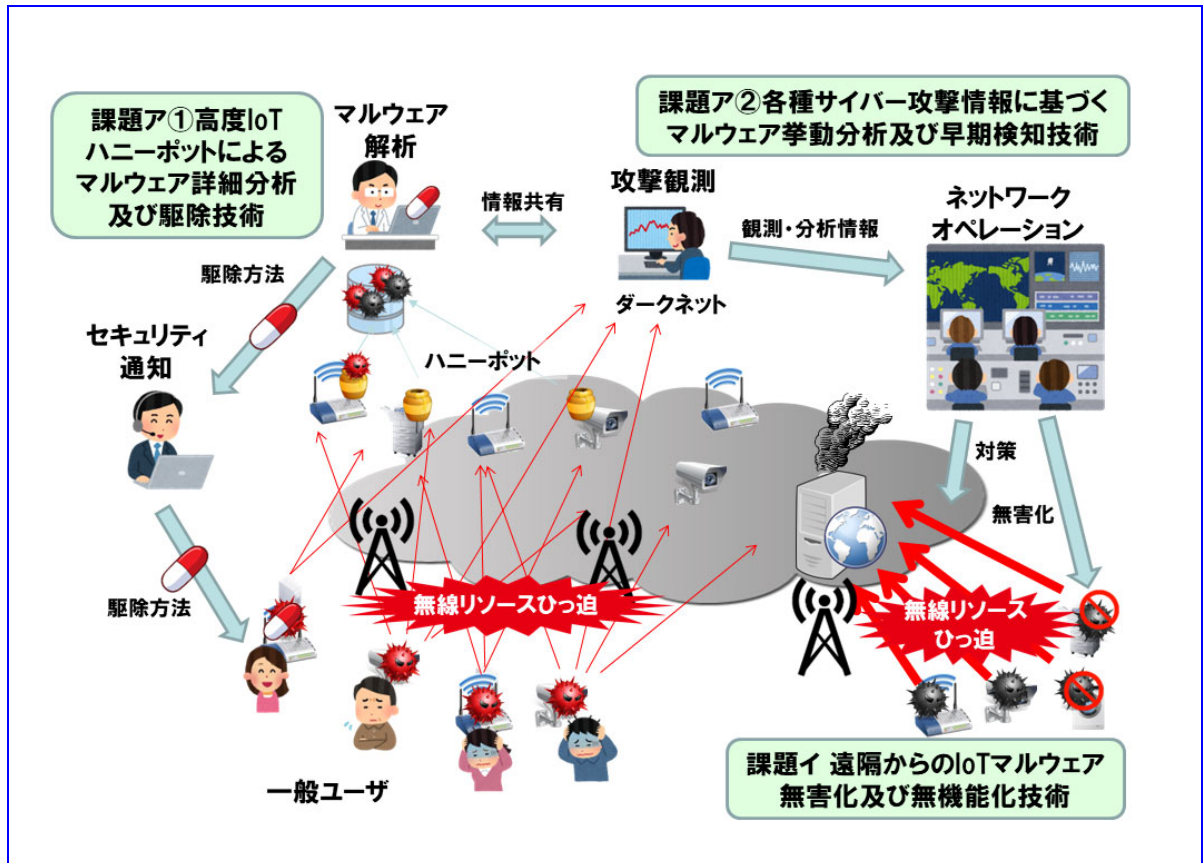 課題ア①高度IoT
ハニーポットによる
マルウェア詳細分析
及び駆除技術
マルウェア
解析
課題ア②各種サイバー攻撃情報に基づく
マルウェア挙動分析及び早期検知技術
情報共有
攻撃観測
観測・分析情報
ネットワーク
オペレーション
駆除方法
ダークネット
セキュリティ
通知
ハニーポット
対策
無害化
駆除方法
無線リソースひっ迫
無線リソース
ひっ迫
一般ユーザ
課題イ 遠隔からのIoTマルウェア
無害化及び無機能化技術